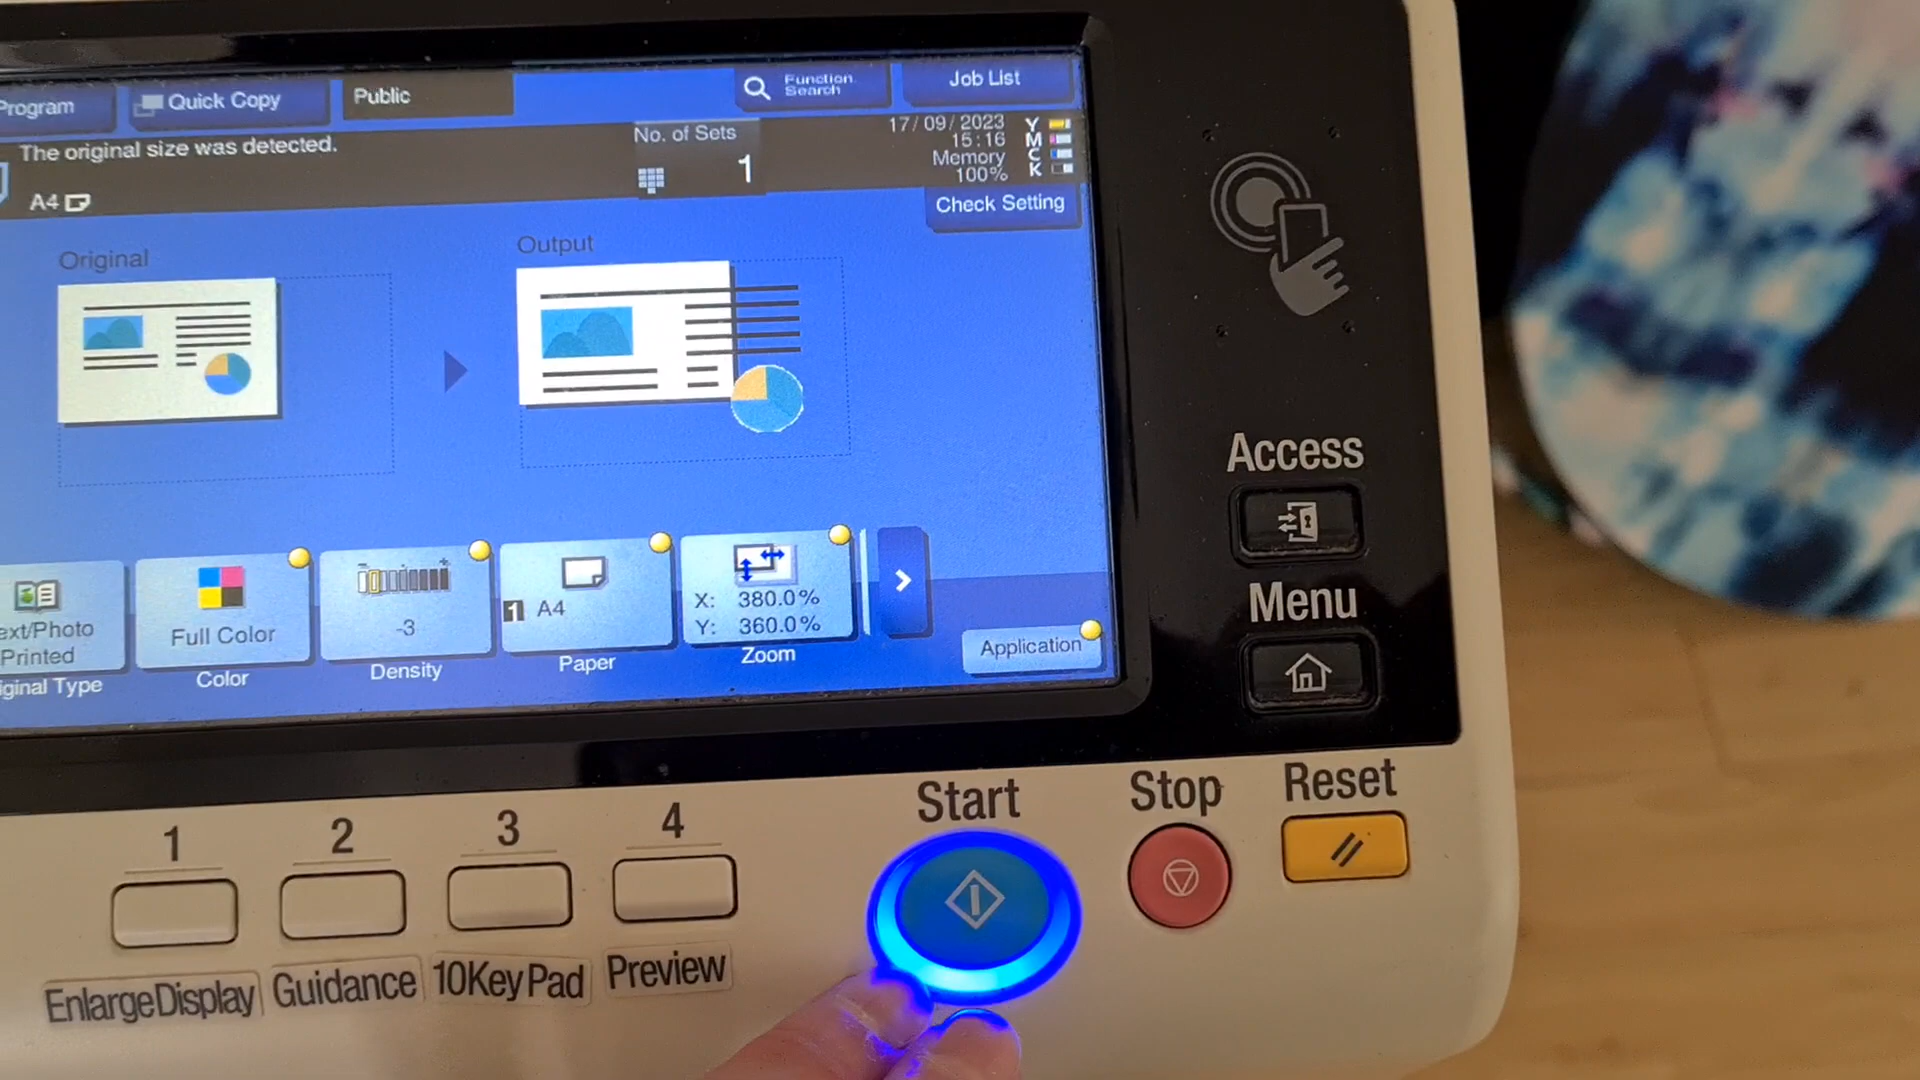 Program
Quick Copy
Public
Function
Search
Job List
The original size was detected.
No. of Sets
1
17/09/2023
15:16
Memory
100%
Y
M
C
K
A4
Check Setting
Original
Output
ext/Photo
Printed
ginal Type
Full Color
Color
-3
Density
1 A4
Paper
X: 380.0%
Y: 360.0%
Zoom
Application
Access
Menu
Start
Stop
Reset
1
2
3
4
EnlargeDisplay
Guidance
10KeyPad
Preview